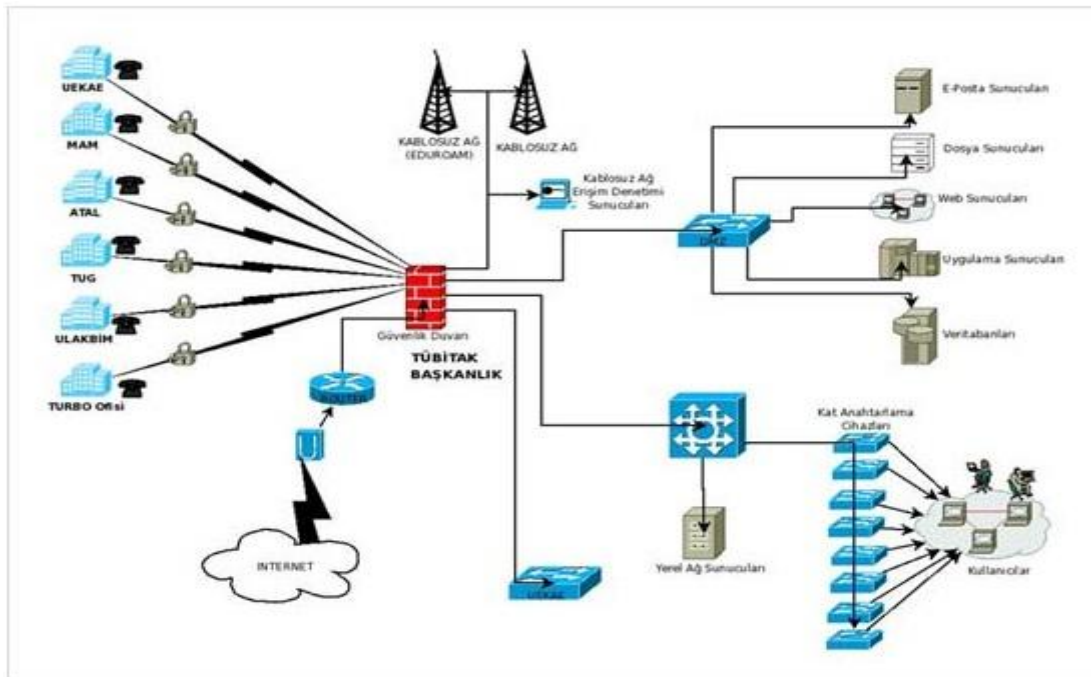 UEKAE
MAM
ATAL
TUG
ULAKBİM
TURBO Ofisi
KABLOSUZ AĞ
(EDUROAM)
KABLOSUZ AĞ
Kablosuz Ağ
Erişim Denetimi
Sunucuları
Güvenlik Duvarı
TÜBİTAK
BAŞKANLIK
ROUTER
INTERNET
DMZ
E-Posta Sunucuları
Dosya Sunucuları
Web Sunucuları
Uygulama Sunucuları
Veritabanları
Kat Anahtarlama
Cihazları
Yerel Ağ Sunucuları
Kullanıcılar
UEKAE